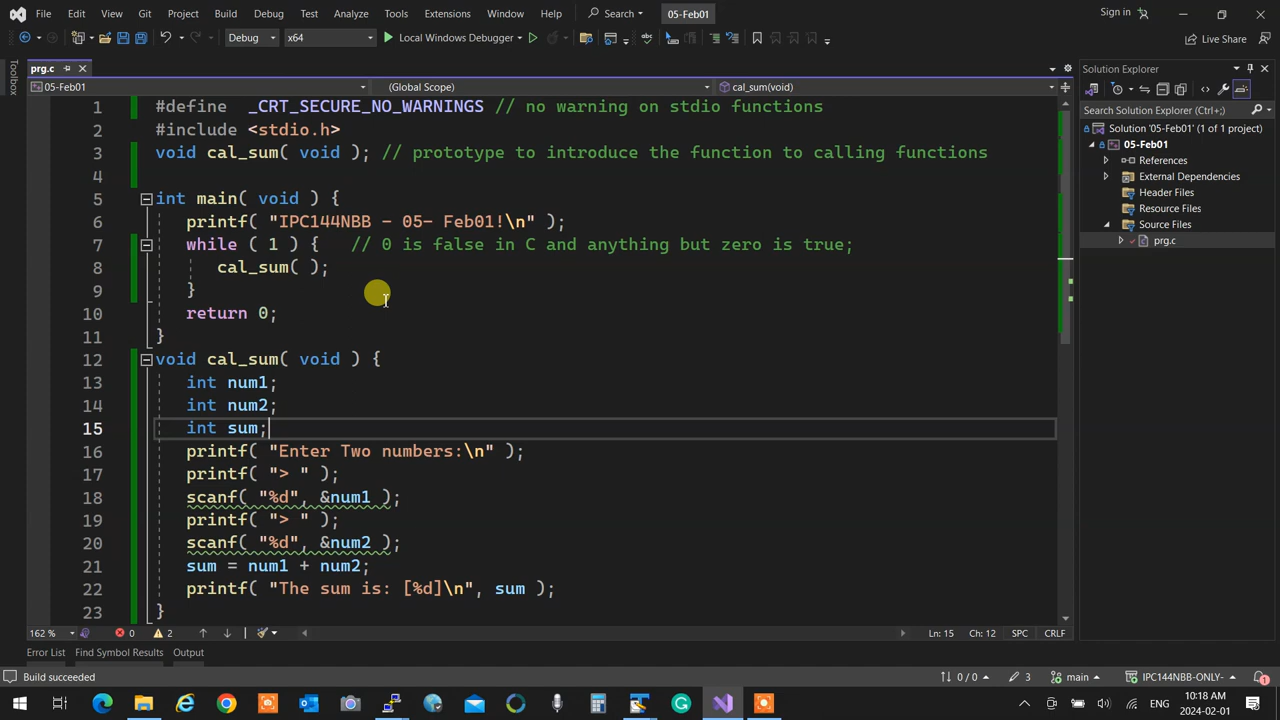 File Edit View Git Project Build Debug Test Analyze Tools Extensions Window Help Search 05-Feb01 Sign in
Debug x64 Local Windows Debugger Live Share
Toolbox
prg.c
Solution Explorer
05-Feb01 (Global Scope) cal_sum(void)
Search Solution Explorer (Ctrl+;)
Solution '05-Feb01' (1 of 1 project)
05-Feb01
References
External Dependencies
Header Files
Resource Files
Source Files
prg.c
1 #define _CRT_SECURE_NO_WARNINGS // no warning on stdio functions
2 #include <stdio.h>
3 void cal_sum( void ); // prototype to introduce the function to calling functions
4
5 int main( void ) {
6 printf( "IPC144NBB - 05- Feb01!\n" );
7 while ( 1 ) { // 0 is false in C and anything but zero is true;
8 cal_sum( );
9 }
10 return 0;
11 }
12 void cal_sum( void ) {
13 int num1;
14 int num2;
15 int sum;
16 printf( "Enter Two numbers:\n" );
17 printf( "> " );
18 scanf( "%d", &num1 );
19 printf( "> " );
20 scanf( "%d", &num2 );
21 sum = num1 + num2;
22 printf( "The sum is: [%d]\n", sum );
23 }
162 % 0 2 Ln: 15 Ch: 12 SPC CRLF
Error List Find Symbol Results Output
Build succeeded 0 / 0 3 main IPC144NBB-ONLY- 1
ENG 10:18 AM
2024-02-01